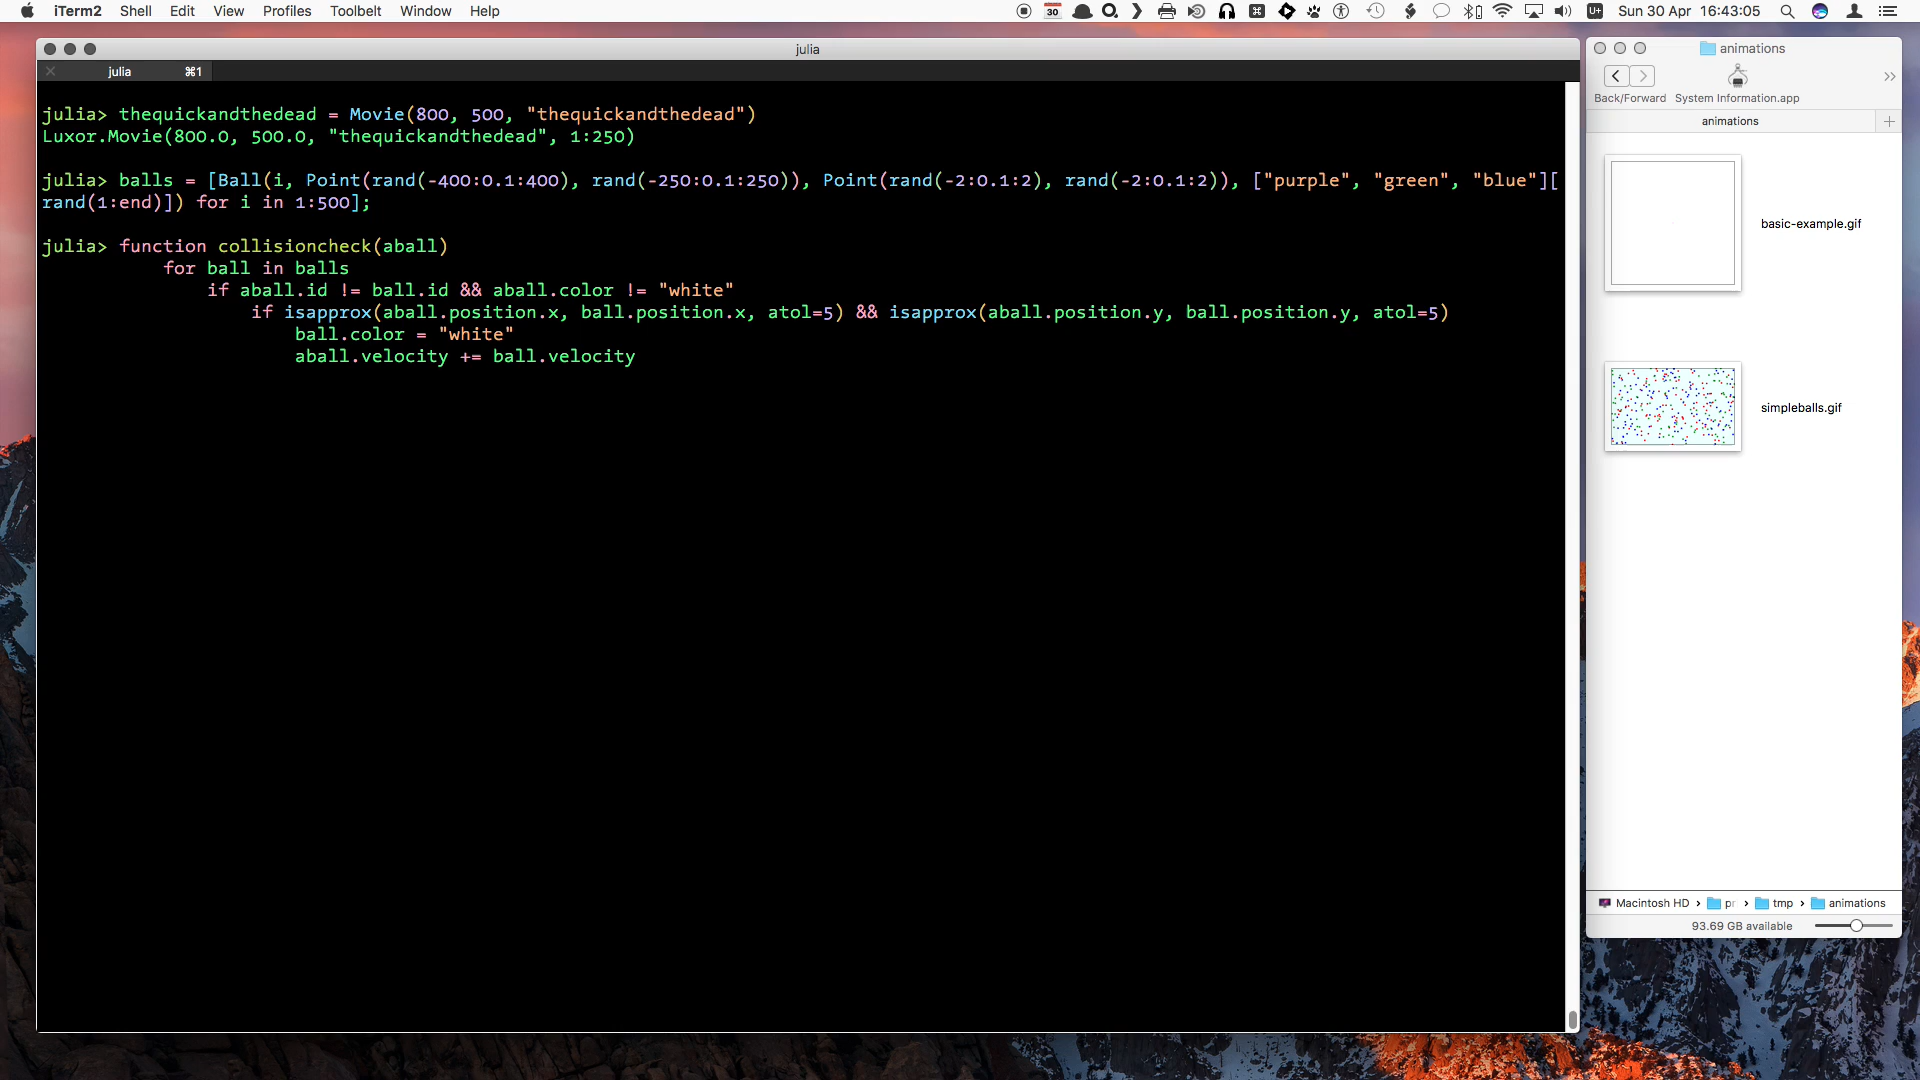 iTerm2 Shell Edit View Profiles Toolbelt Window Help 30 U+ Sun 30 Apr 16:43:05
julia
julia ⌘1
julia> thequickandthedead = Movie(800, 500, "thequickandthedead")
Luxor.Movie(800.0, 500.0, "thequickandthedead", 1:250)
julia> balls = [Ball(i, Point(rand(-400:0.1:400), rand(-250:0.1:250)), Point(rand(-2:0.1:2), rand(-2:0.1:2)), ["purple", "green", "blue"][
rand(1:end)]) for i in 1:500];
julia> function collisioncheck(aball)
for ball in balls
if aball.id != ball.id && aball.color != "white"
if isapprox(aball.position.x, ball.position.x, atol=5) && isapprox(aball.position.y, ball.position.y, atol=5)
ball.color = "white"
aball.velocity += ball.velocity
animations
Back/Forward System Information.app
animations
basic-example.gif
simpleballs.gif
Macintosh HD › pr › tmp › animations
93.69 GB available